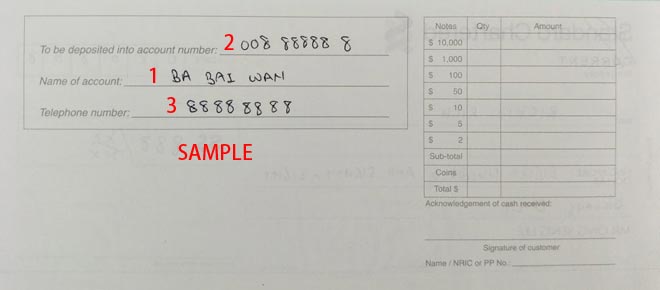 To be deposited into account number: 2 008 88888 8
Name of account: 1 BA BAI WAN
Telephone number: 3 88888888
SAMPLE
Notes Qty Amount
$ 10,000
$ 1,000
$ 100
$ 50
$ 10
$ 5
$ 2
Sub-total
Coins
Total $
Acknowledgement of cash received:
Signature of customer
Name / NRIC or PP No.: